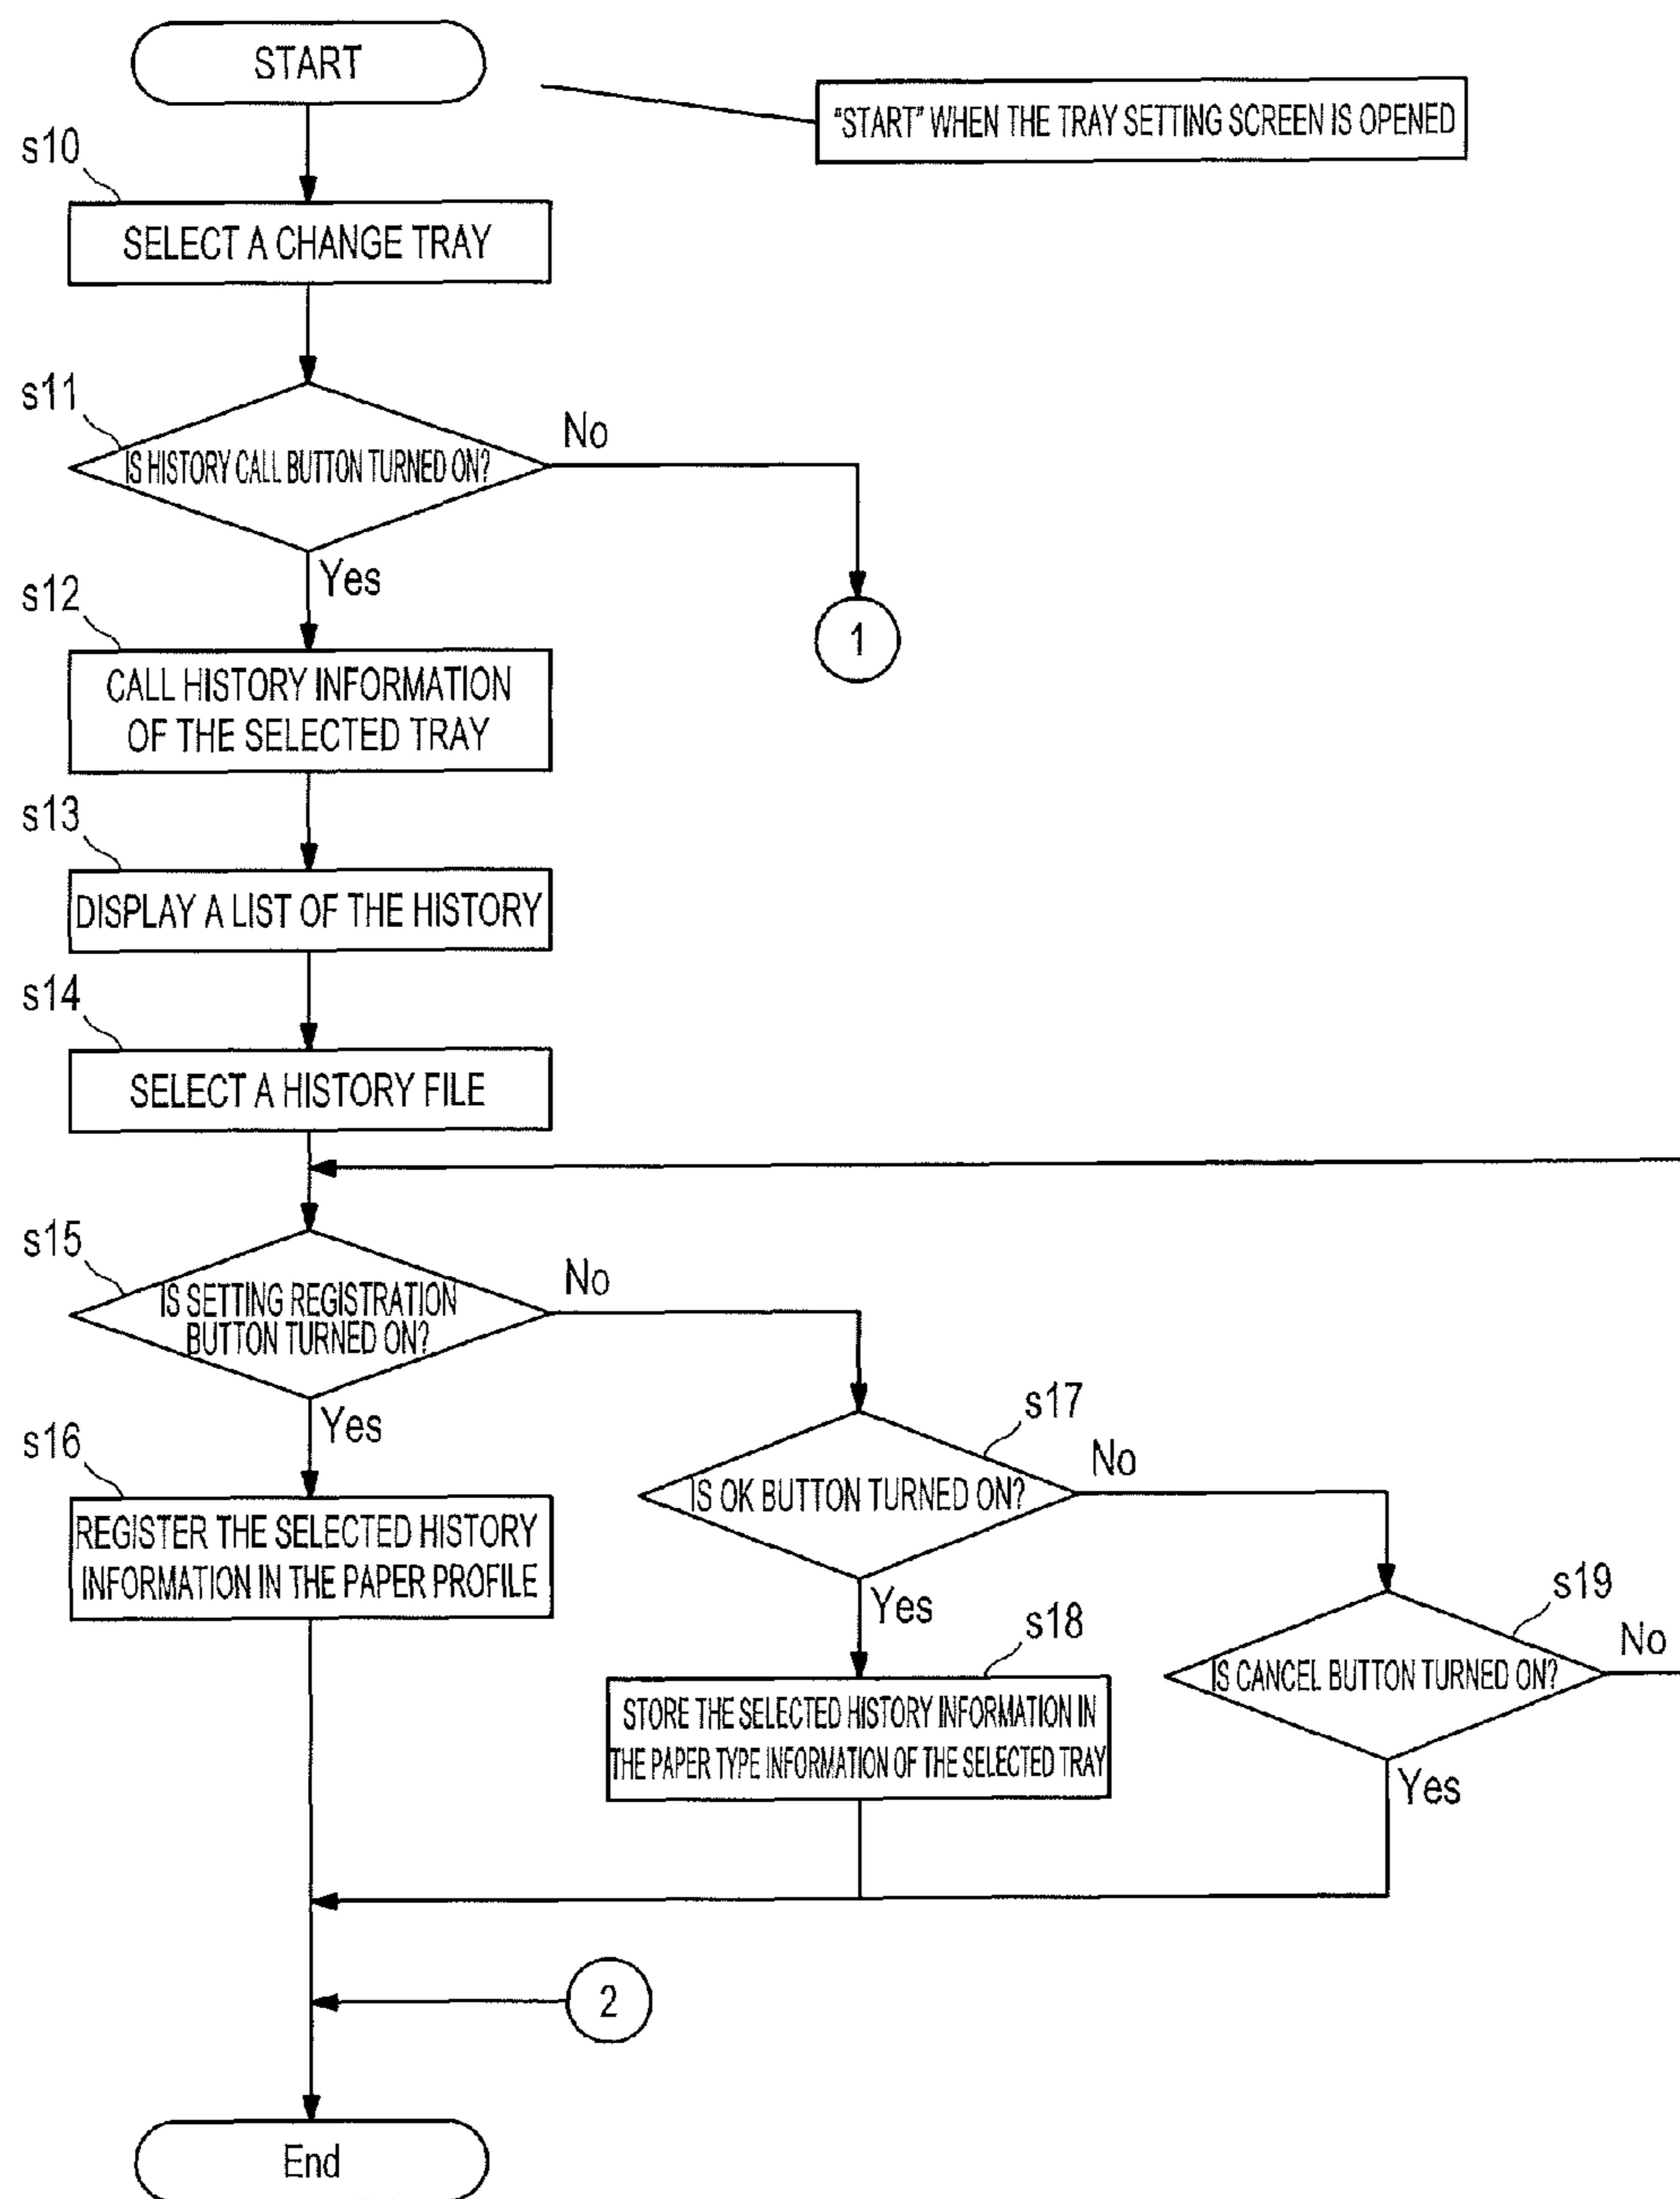 START
"START" WHEN THE TRAY SETTING SCREEN IS OPENED
s10
SELECT A CHANGE TRAY
s11
IS HISTORY CALL BUTTON TURNED ON?
No
Yes
1
s12
CALL HISTORY INFORMATION
OF THE SELECTED TRAY
s13
DISPLAY A LIST OF THE HISTORY
s14
SELECT A HISTORY FILE
s15
IS SETTING REGISTRATION
BUTTON TURNED ON?
No
Yes
s16
REGISTER THE SELECTED HISTORY
INFORMATION IN THE PAPER PROFILE
s17
IS OK BUTTON TURNED ON?
No
Yes
s18
STORE THE SELECTED HISTORY INFORMATION IN
THE PAPER TYPE INFORMATION OF THE SELECTED TRAY
s19
IS CANCEL BUTTON TURNED ON?
No
Yes
2
End